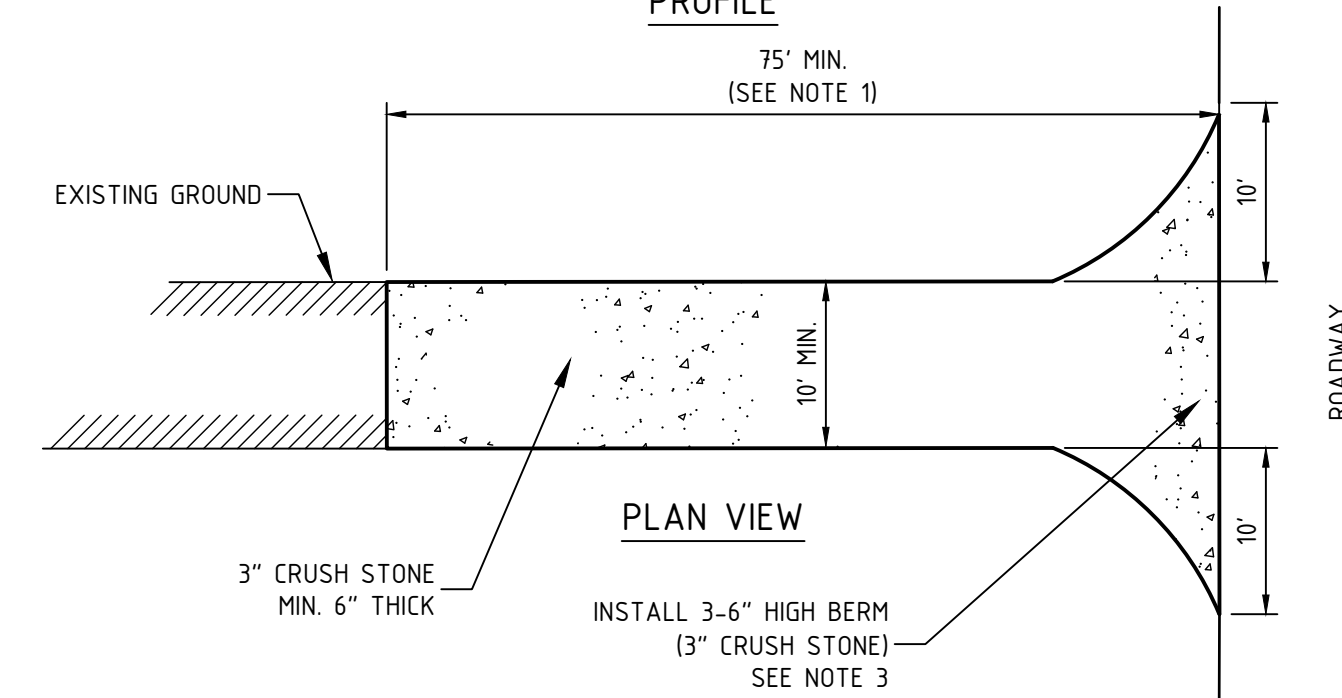 PROFILE
75' MIN.
(SEE NOTE 1)
EXISTING GROUND
10'
10' MIN.
ROADWAY
PLAN VIEW
10'
3" CRUSH STONE
MIN. 6" THICK
INSTALL 3-6" HIGH BERM
(3" CRUSH STONE)
SEE NOTE 3